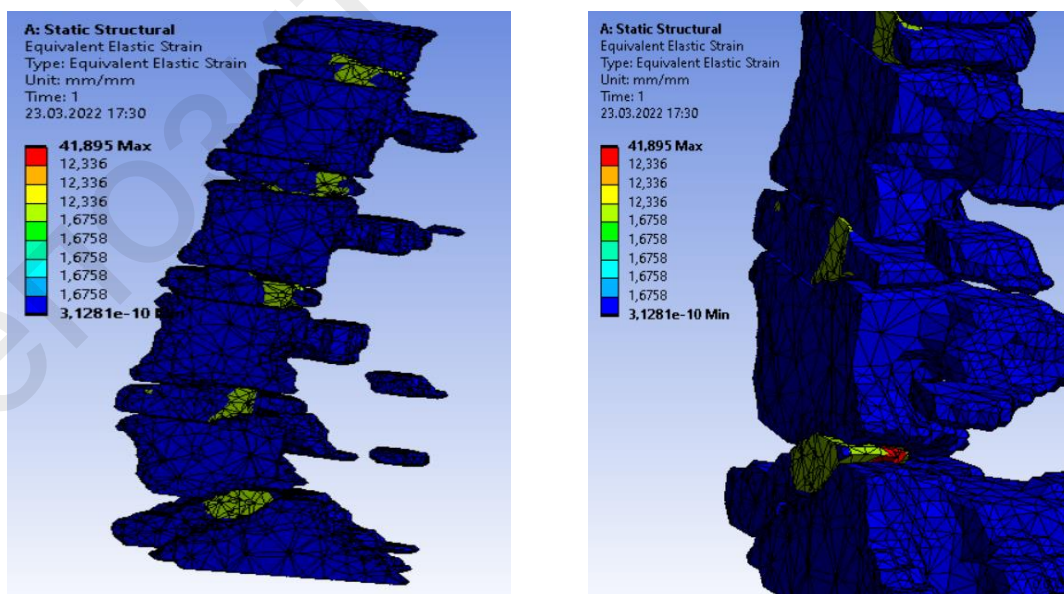 A: Static Structural
Equivalent Elastic Strain
Type: Equivalent Elastic Strain
Unit: mm/mm
Time: 1
23.03.2022 17:30
41,895 Max
12,336
12,336
12,336
1,6758
1,6758
1,6758
1,6758
1,6758
3,1281e-10 Min
A: Static Structural
Equivalent Elastic Strain
Type: Equivalent Elastic Strain
Unit: mm/mm
Time: 1
23.03.2022 17:30
41,895 Max
12,336
12,336
12,336
1,6758
1,6758
1,6758
1,6758
1,6758
3,1281e-10 Min